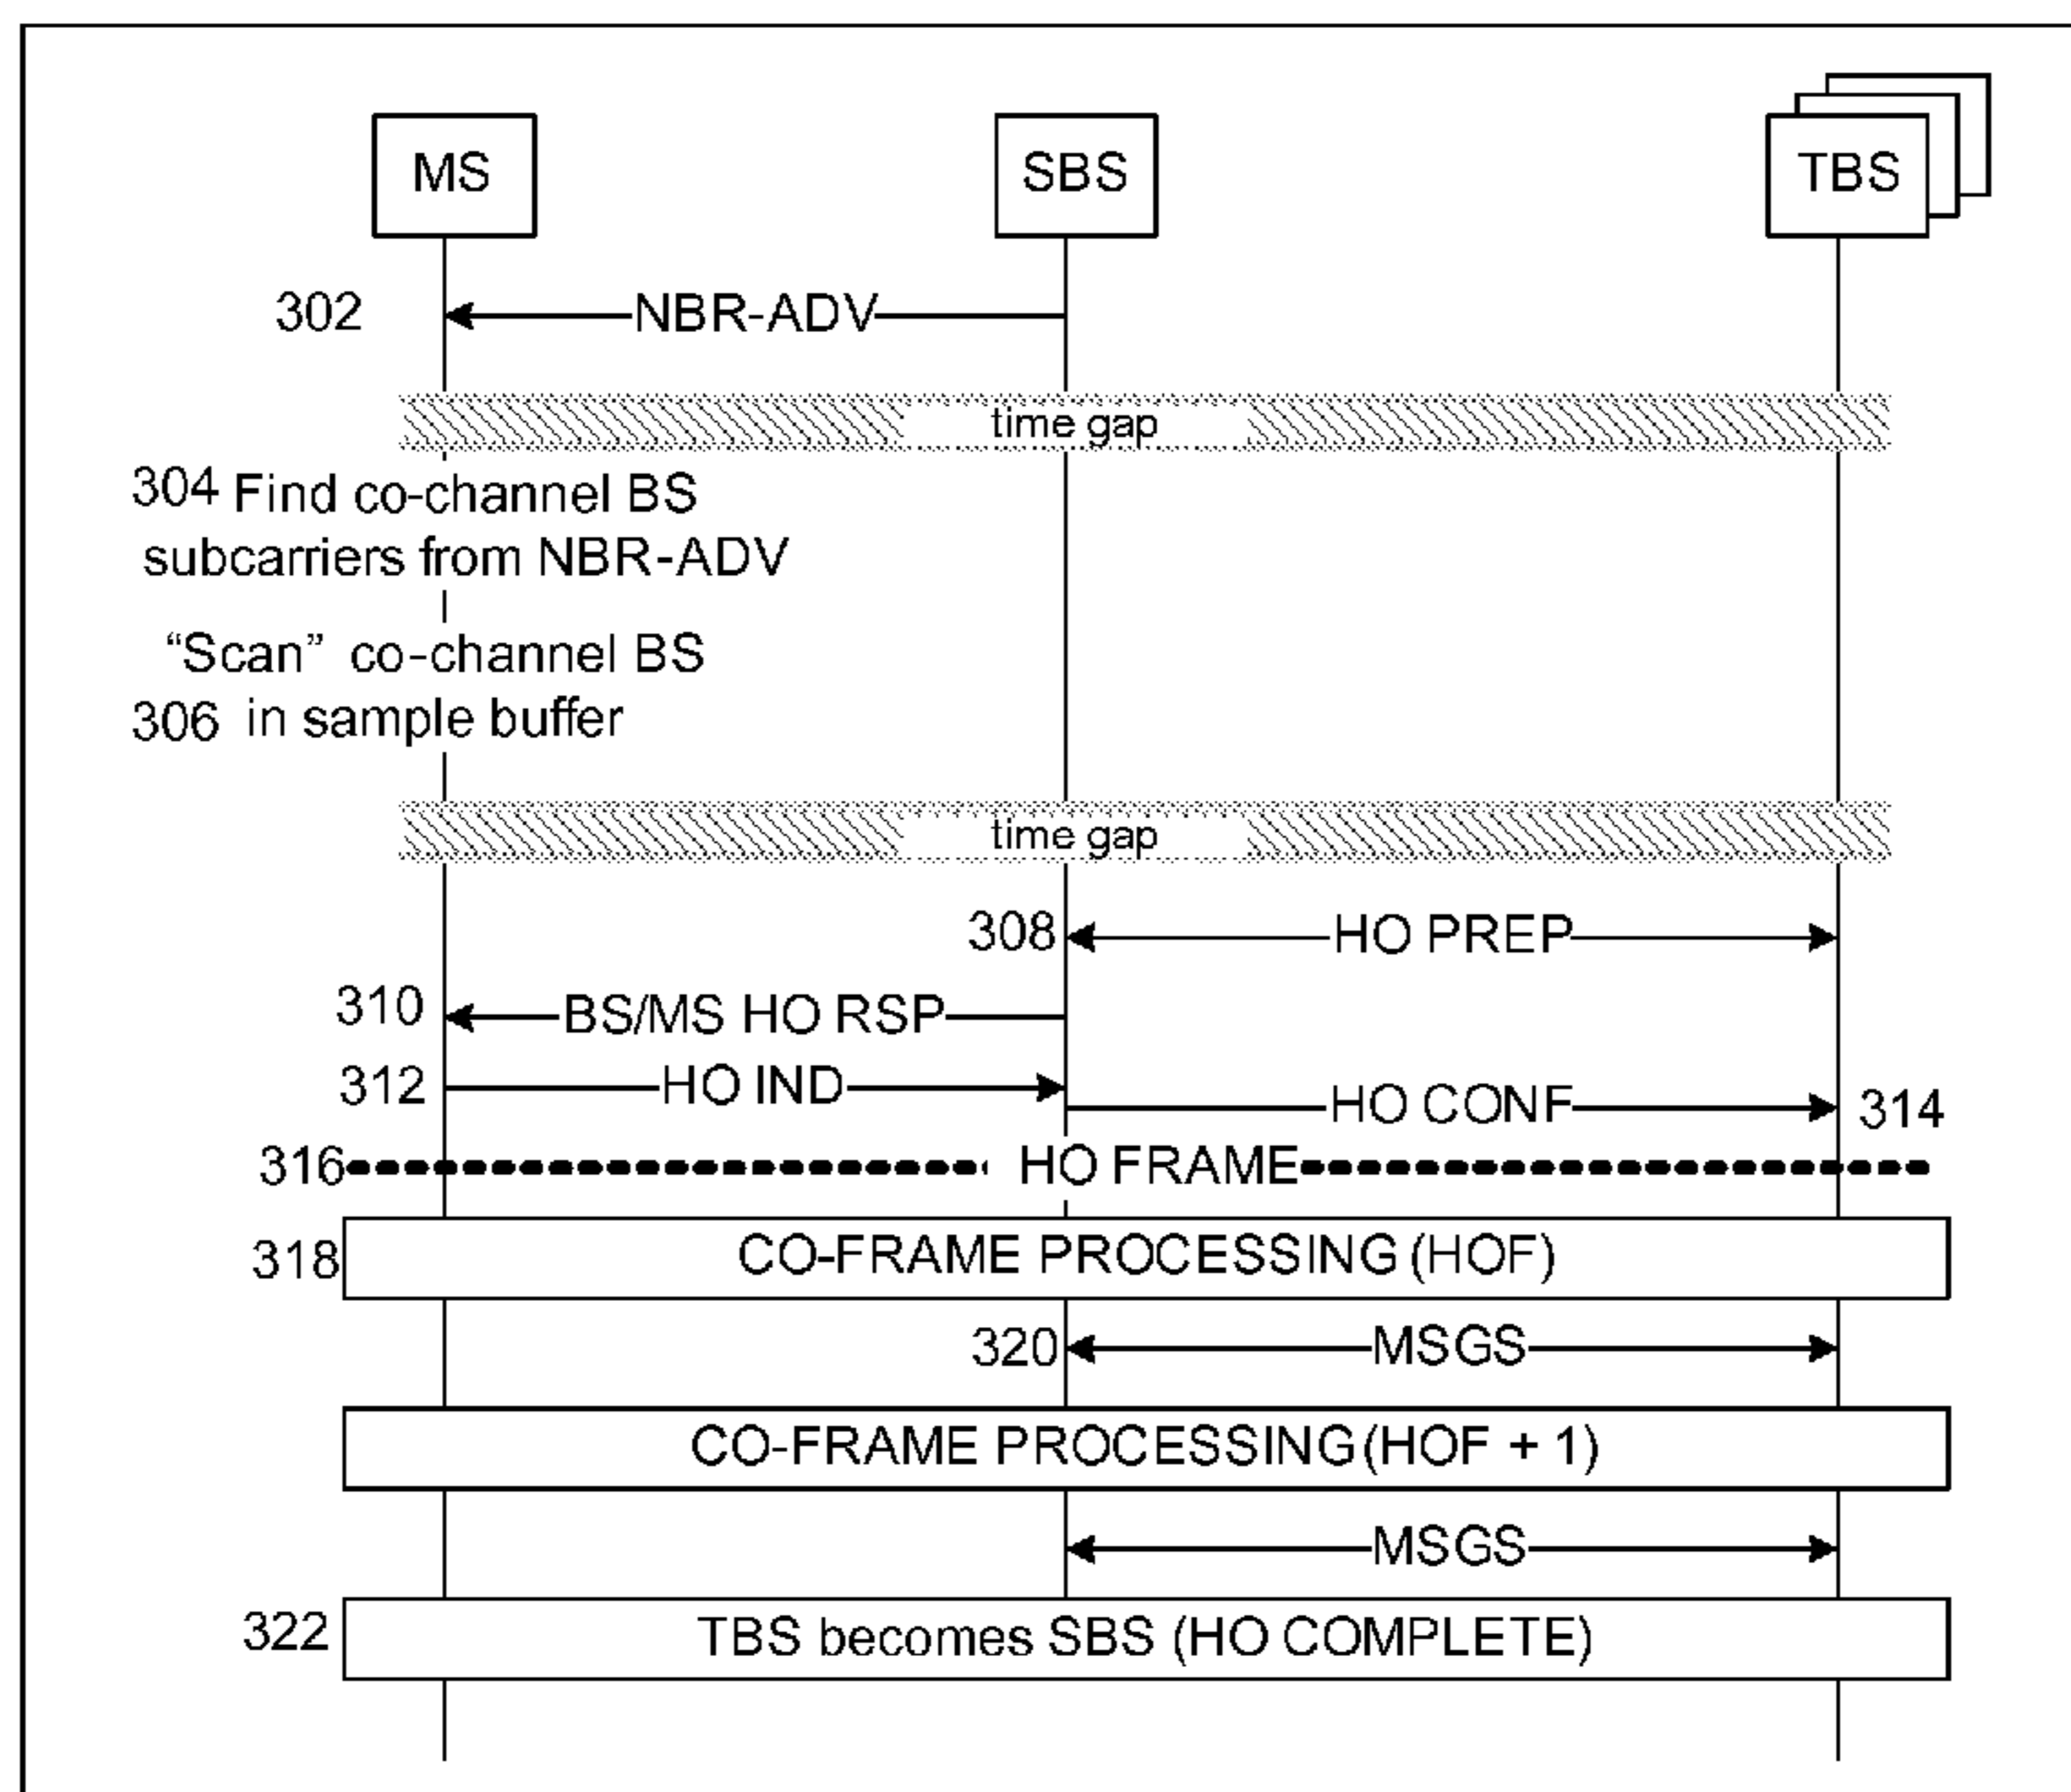 MS
SBS
TBS
302
NBR-ADV
time gap
304 Find co-channel BS
subcarriers from NBR-ADV
“Scan” co-channel BS
306 in sample buffer
time gap
308
HO PREP
310
BS/MS HO RSP
312
HO IND
HO CONF
314
316
HO FRAME
318
CO-FRAME PROCESSING (HOF)
320
MSGS
CO-FRAME PROCESSING (HOF + 1)
MSGS
322
TBS becomes SBS (HO COMPLETE)